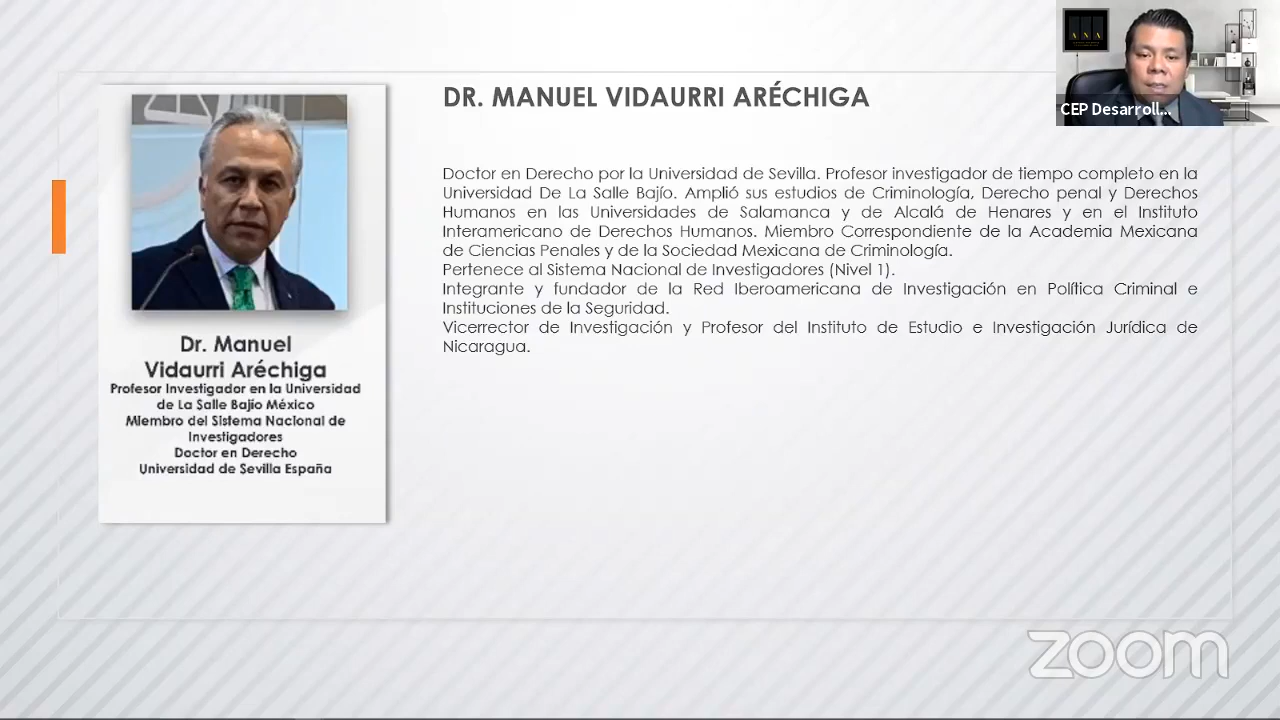 DR. MANUEL VIDAURRI ARÉCHIGA
CEP Desarroll...
ANA
Doctor en Derecho por la Universidad de Sevilla. Profesor investigador de tiempo completo en la
Universidad De La Salle Bajío. Amplió sus estudios de Criminología, Derecho penal y Derechos
Humanos en las Universidades de Salamanca y de Alcalá de Henares y en el Instituto
Interamericano de Derechos Humanos. Miembro Correspondiente de la Academia Mexicana
de Ciencias Penales y de la Sociedad Mexicana de Criminología.
Pertenece al Sistema Nacional de Investigadores (Nivel 1).
Integrante y fundador de la Red Iberoamericana de Investigación en Política Criminal e
Instituciones de la Seguridad.
Vicerrector de Investigación y Profesor del Instituto de Estudio e Investigación Jurídica de
Nicaragua.
Dr. Manuel
Vidaurri Aréchiga
Profesor Investigador en la Universidad
de La Salle Bajío México
Miembro del Sistema Nacional de
Investigadores
Doctor en Derecho
Universidad de Sevilla España
zoom